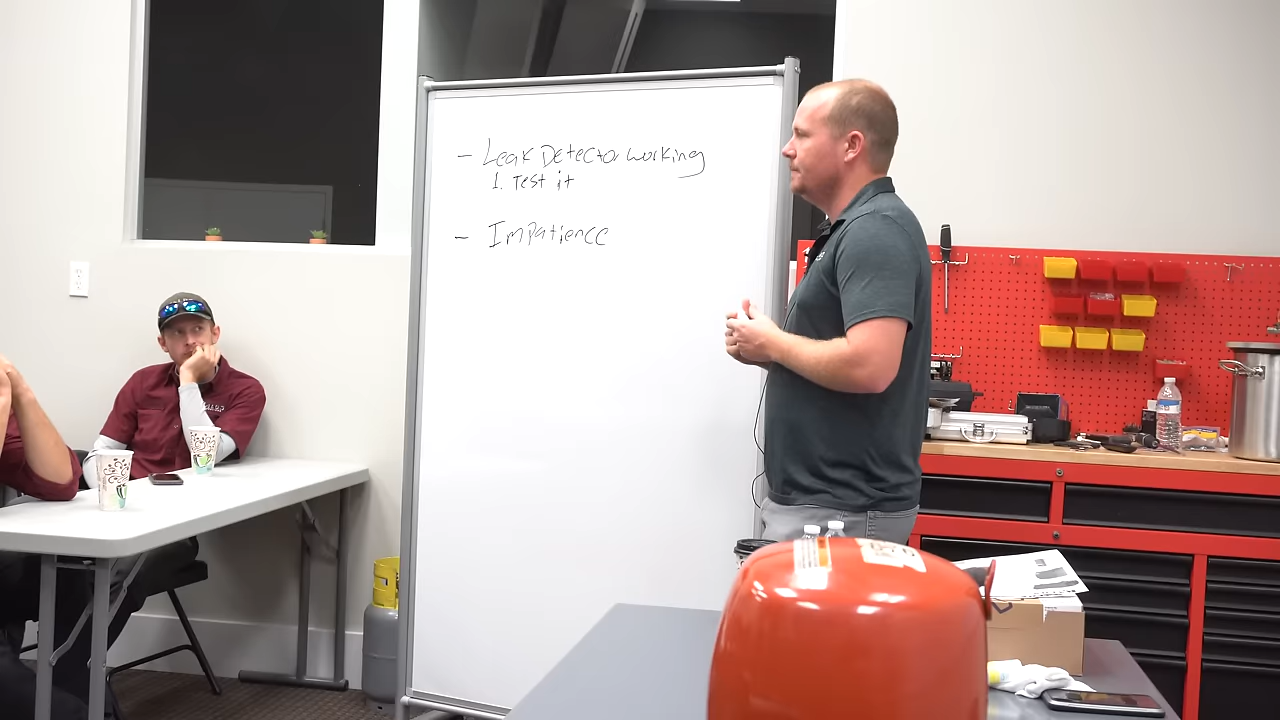 - Leak Detector working
1. Test it
- Impatience